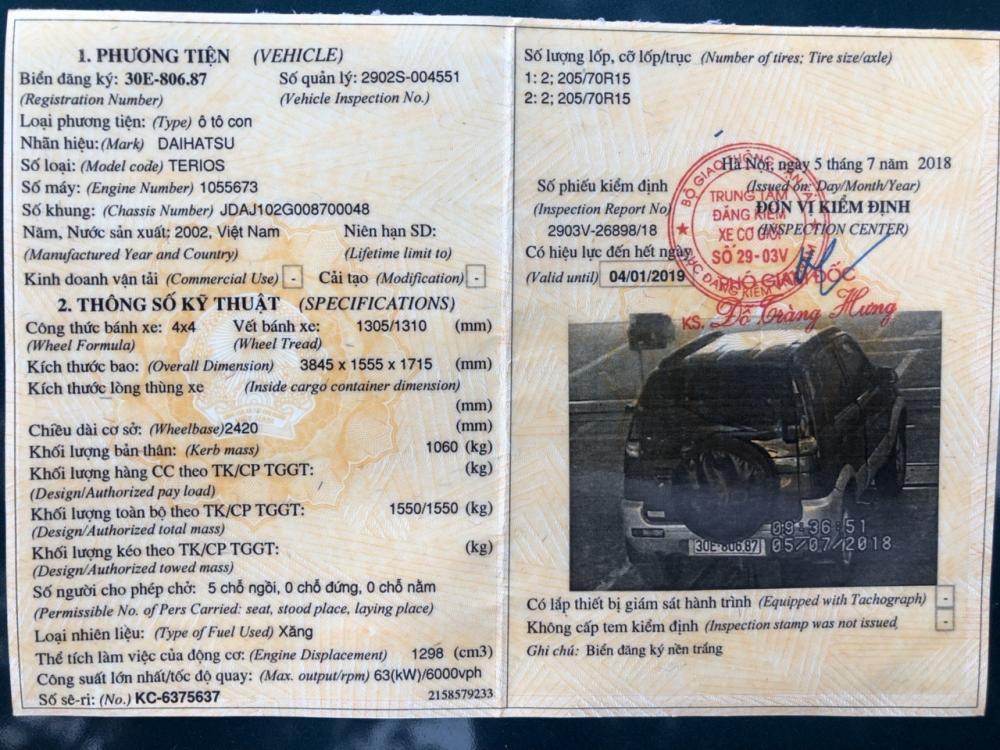 1. PHƯƠNG TIỆN (VEHICLE)
Biển đăng ký: 30E-806.87 Số quản lý: 2902S-004551
(Registration Number) (Vehicle Inspection No.)
Loại phương tiện: (Type) ô tô con
Nhãn hiệu: (Mark) DAIHATSU
Số loại: (Model code) TERIOS
Số máy: (Engine Number) 1055673
Số khung: (Chassis Number) JDAJ102G008700048
Năm, Nước sản xuất: 2002, Việt Nam Niên hạn SD:
(Manufactured Year and Country) (Lifetime limit to)
Kinh doanh vận tải (Commercial Use) - Cải tạo (Modification) -
2. THÔNG SỐ KỸ THUẬT (SPECIFICATIONS)
Công thức bánh xe: 4x4 Vết bánh xe: 1305/1310 (mm)
(Wheel Formula) (Wheel Tread)
Kích thước bao: (Overall Dimension) 3845 x 1555 x 1715 (mm)
Kích thước lòng thùng xe (Inside cargo container dimension)
(mm)
Chiều dài cơ sở: (Wheelbase) 2420 (mm)
Khối lượng bản thân: (Kerb mass) 1060 (kg)
Khối lượng hàng CC theo TK/CP TGGT: (kg)
(Design/Authorized pay load)
Khối lượng toàn bộ theo TK/CP TGGT: 1550/1550 (kg)
(Design/Authorized total mass)
Khối lượng kéo theo TK/CP TGGT: (kg)
(Design/Authorized towed mass)
Số người cho phép chở: 5 chỗ ngồi, 0 chỗ đứng, 0 chỗ nằm
(Permissible No. of Pers Carried: seat, stood place, laying place)
Loại nhiên liệu: (Type of Fuel Used) Xăng
Thể tích làm việc của động cơ: (Engine Displacement) 1298 (cm3)
Công suất lớn nhất/tốc độ quay: (Max. output/rpm) 63(kW)/6000vph
Số sê-ri: (No.) KC-6375637 2158579233
Số lượng lốp, cỡ lốp/trục (Number of tires; Tire size/axle)
1: 2; 205/70R15
2: 2; 205/70R15
Hà Nội, ngày 5 tháng 7 năm 2018
Số phiếu kiểm định (Issued on: Day/Month/Year)
(Inspection Report No) ĐƠN VỊ KIỂM ĐỊNH
2903V-26898/18 (INSPECTION CENTER)
Có hiệu lực đến hết ngày
(Valid until) 04/01/2019
BỘ GIAO THÔNG VẬN TẢI
TRUNG TÂM
ĐĂNG KIỂM
XE CƠ GIỚI
SỐ 29-03V
CỤC ĐĂNG KIỂM VIỆT NAM
PHÓ GIÁM ĐỐC
KS. Đỗ Tràng Hưng
09:36:51
30E-806.87 05/07/2018
Có lắp thiết bị giám sát hành trình (Equipped with Tachograph) -
Không cấp tem kiểm định (Inspection stamp was not issued -
Ghi chú: Biển đăng ký nền trắng